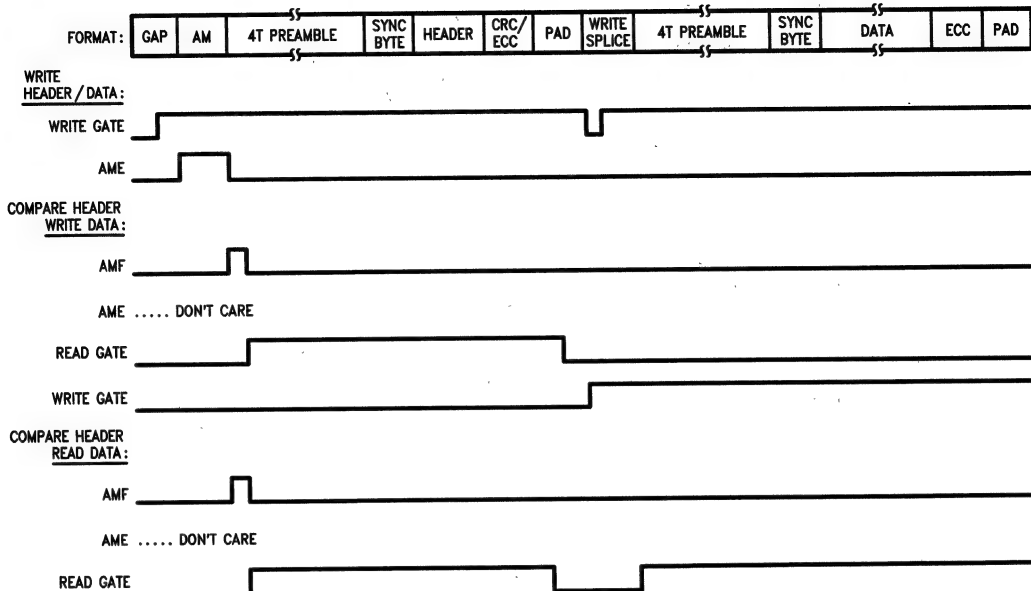 FORMAT: GAP AM 4T PREAMBLE SYNC BYTE HEADER CRC/ ECC PAD WRITE SPLICE 4T PREAMBLE SYNC BYTE DATA ECC PAD
WRITE
HEADER/DATA:
WRITE GATE
AME
COMPARE HEADER
WRITE DATA:
AMF
AME ..... DON'T CARE
READ GATE
WRITE GATE
COMPARE HEADER
READ DATA:
AMF
AME ..... DON'T CARE
READ GATE